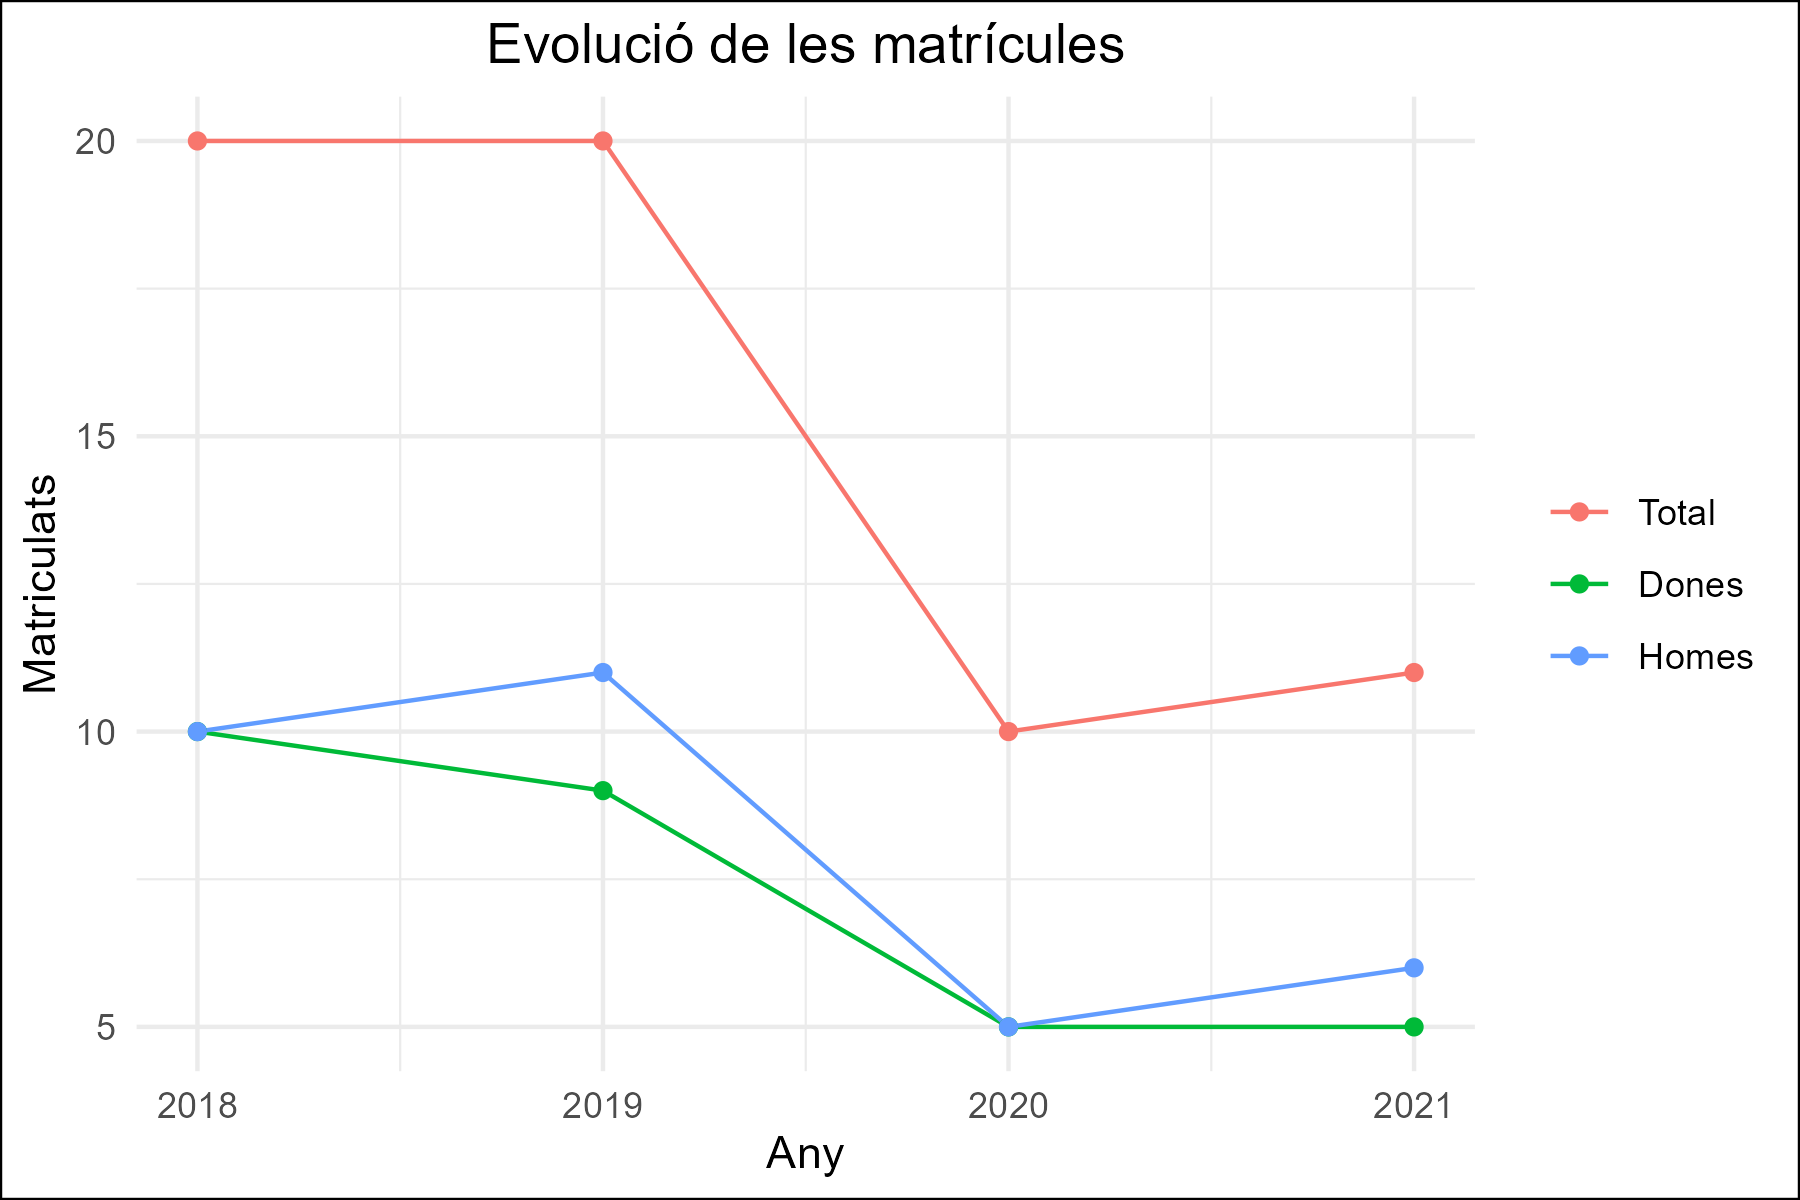 Evolució de les matrícules
Matriculats
20
15
10
5
2018
2019
2020
2021
Any
Total
Dones
Homes